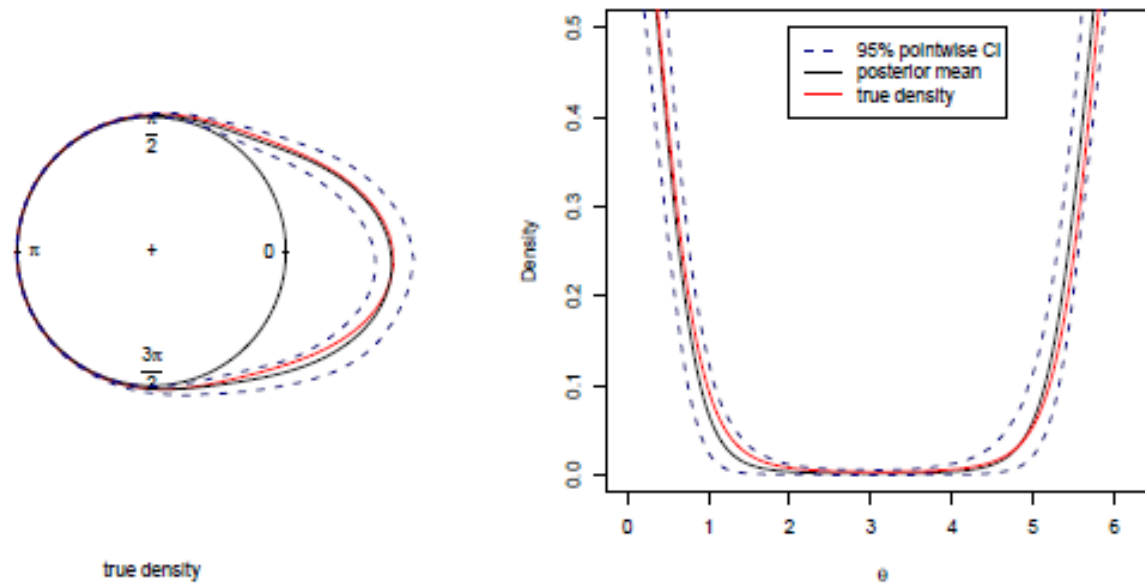 π
2
π
+
0
3π
2
true density
0.5
0.4
0.3
0.2
0.1
0.0
Density
95% pointwise CI
posterior mean
true density
0 1 2 3 4 5 6
θ